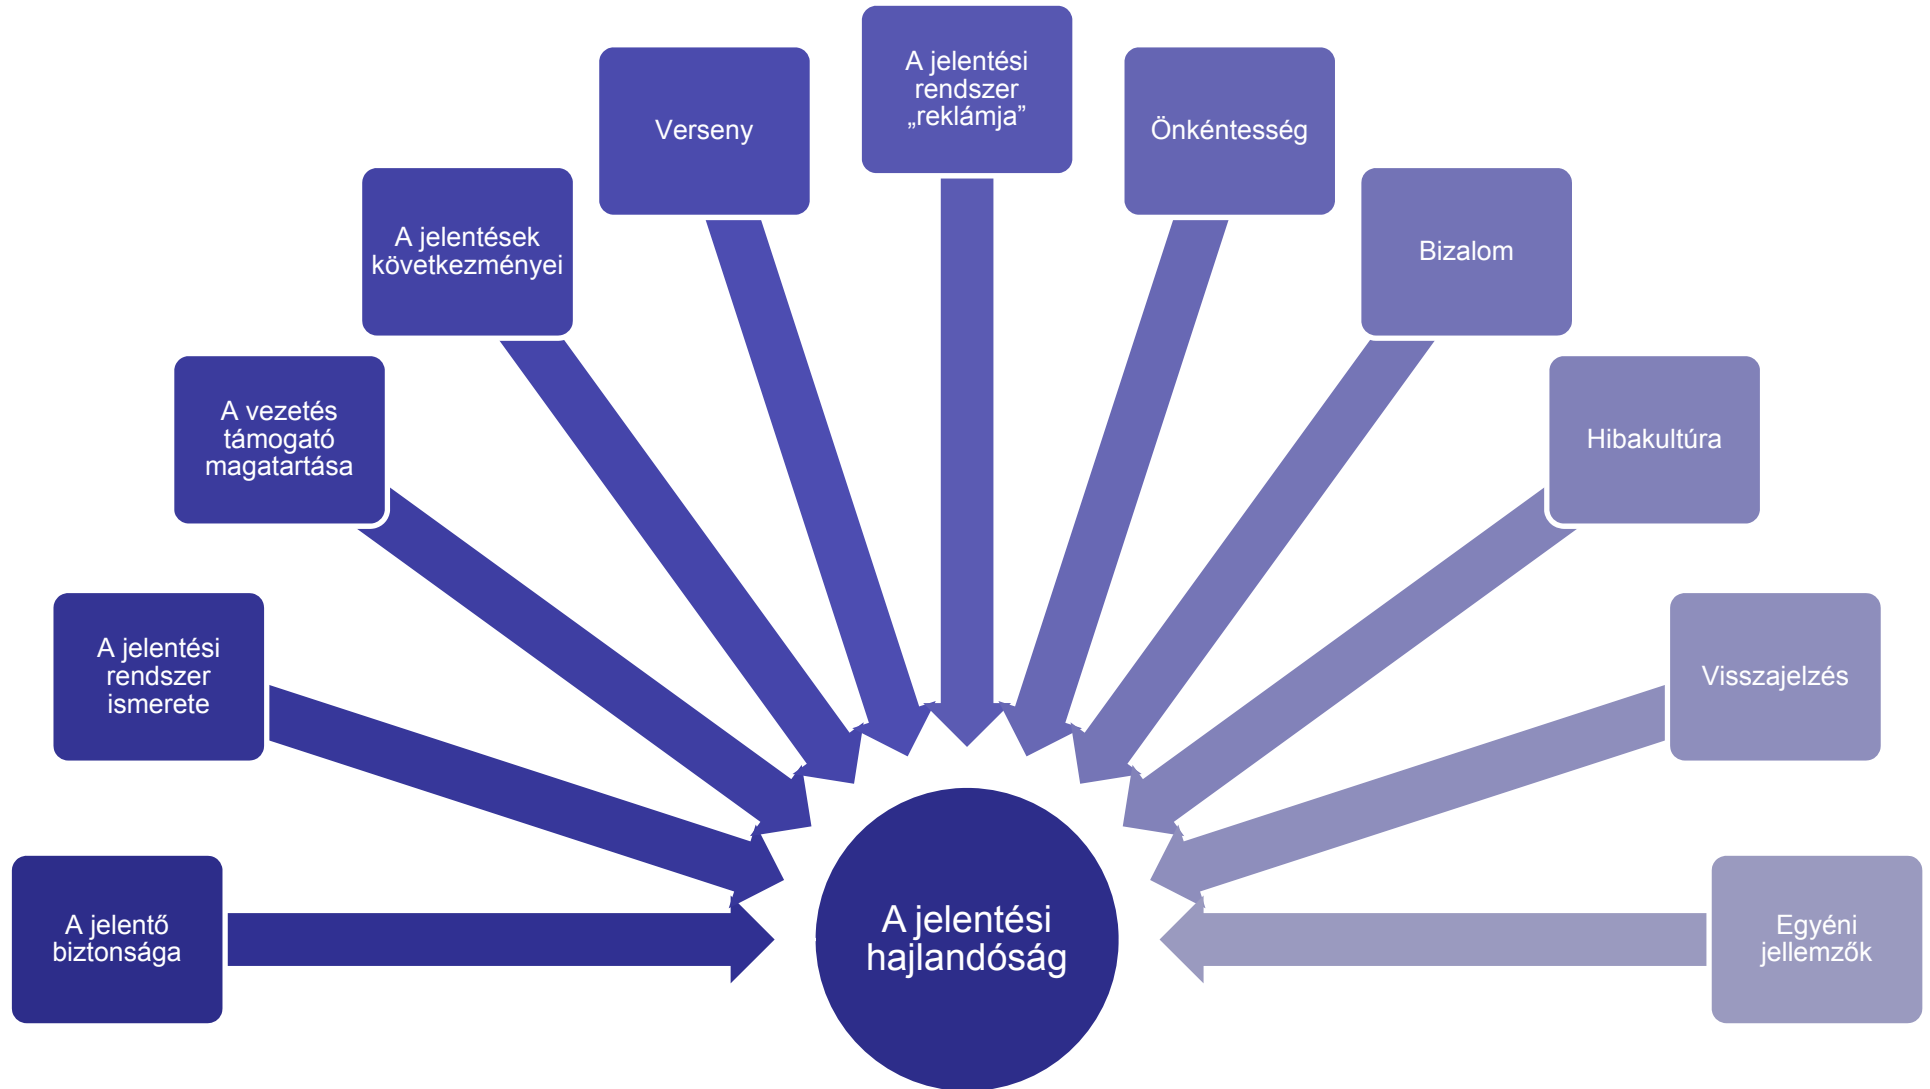 A jelentési
rendszer
„reklámja”
Verseny
Önkéntesség
A jelentések
következményei
Bizalom
A vezetés
támogató
magatartása
Hibakultúra
A jelentési
rendszer
ismerete
Visszajelzés
A jelentő
biztonsága
A jelentési
hajlandóság
Egyéni
jellemzők